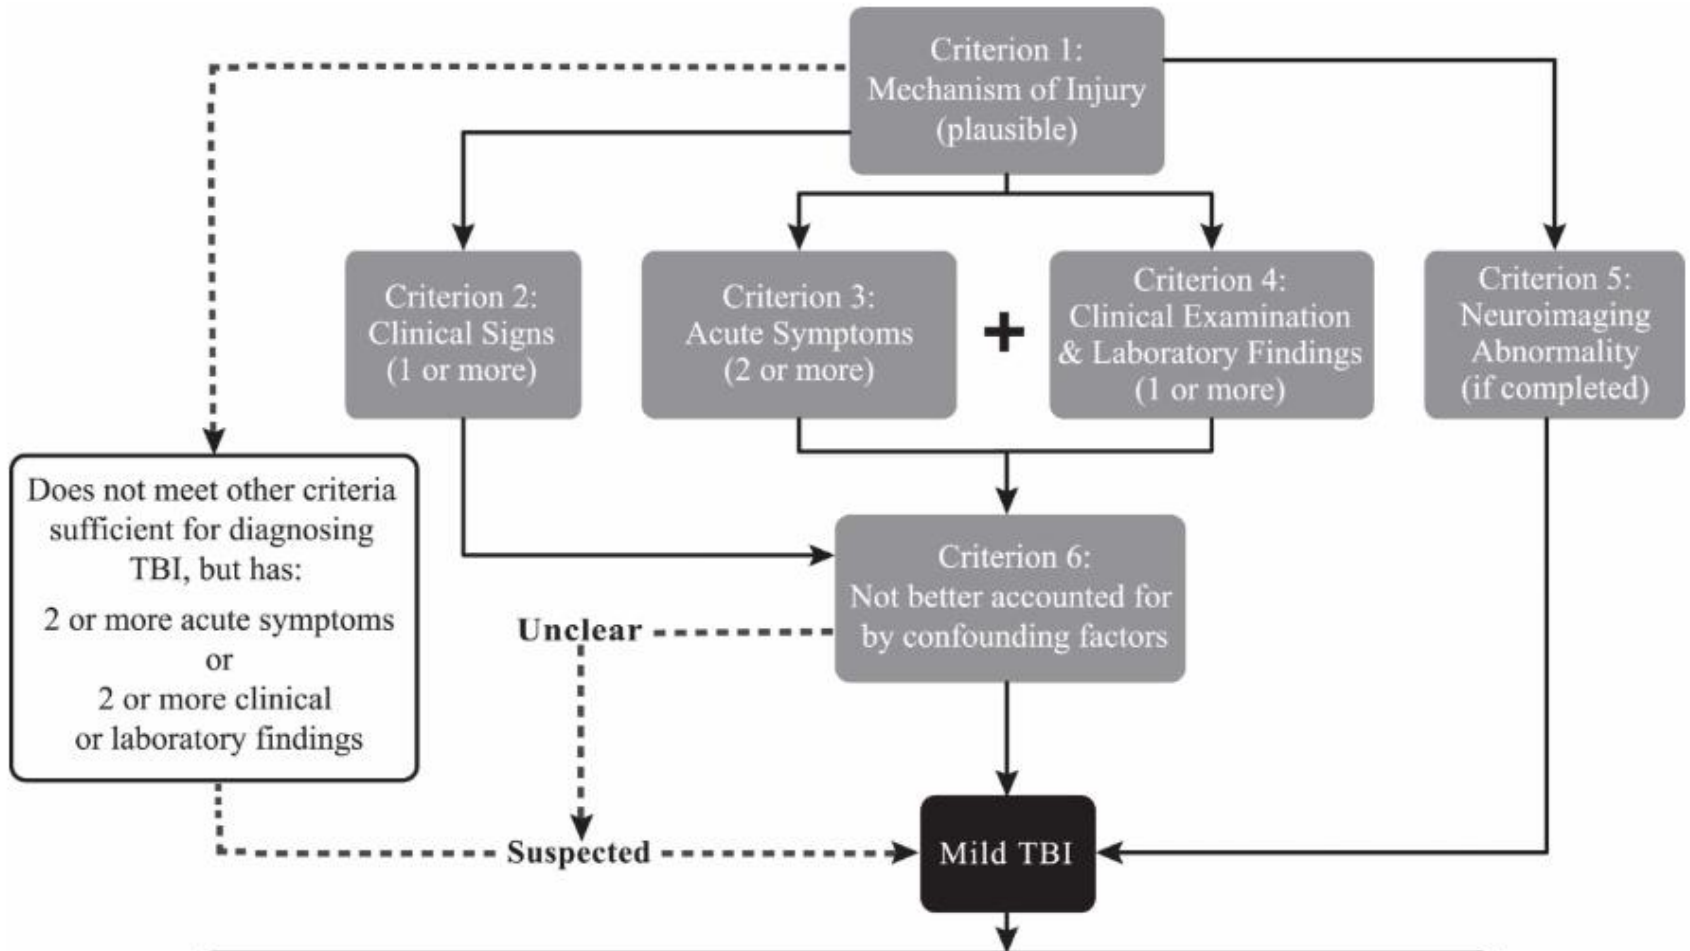 Criterion 1:
Mechanism of Injury
(plausible)
Criterion 2:
Clinical Signs
(1 or more)
Criterion 3:
Acute Symptoms
(2 or more)
+
Criterion 4:
Clinical Examination
& Laboratory Findings
(1 or more)
Criterion 5:
Neuroimaging
Abnormality
(if completed)
Does not meet other criteria
sufficient for diagnosing
TBI, but has:
2 or more acute symptoms
or
2 or more clinical
or laboratory findings
Criterion 6:
Not better accounted for
by confounding factors
Unclear
Suspected
Mild TBI